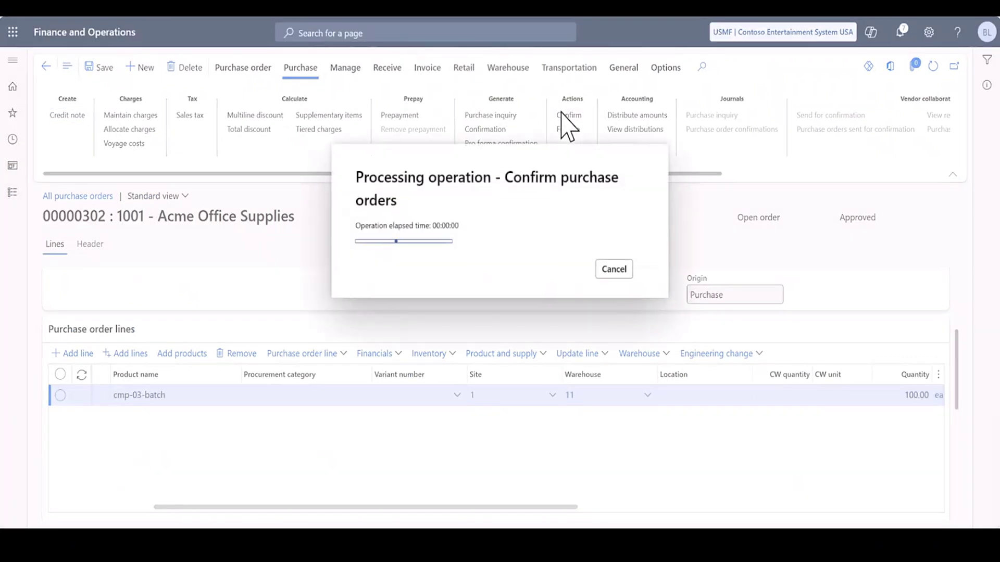 Finance and Operations
Search for a page
USMF | Contoso Entertainment System USA
7
BL
Save
New
Delete
Purchase order
Purchase
Manage
Receive
Invoice
Retail
Warehouse
Transportation
General
Options
0
Create
Charges
Tax
Calculate
Prepay
Generate
Actions
Accounting
Journals
Vendor collaborat
Credit note
Maintain charges
Sales tax
Multiline discount
Supplementary items
Prepayment
Purchase inquiry
Distribute amounts
Purchase inquiry
Send for confirmation
View re
Allocate charges
Total discount
Tiered charges
Remove prepayment
Confirmation
View distributions
Purchase order confirmations
Purchase orders sent for confirmation
Purchas
Voyage costs
Pro forma confirmation
Processing operation - Confirm purchase
orders
Operation elapsed time: 00:00:00
Cancel
All purchase orders | Standard view
00000302 : 1001 - Acme Office Supplies
Open order
Approved
Lines
Header
Origin
Purchase
Purchase order lines
Add line
Add lines
Add products
Remove
Purchase order line
Financials
Inventory
Product and supply
Update line
Warehouse
Engineering change
Product name
Procurement category
Variant number
Site
Warehouse
Location
CW quantity
CW unit
Quantity
cmp-03-batch
1
11
100.00
ea